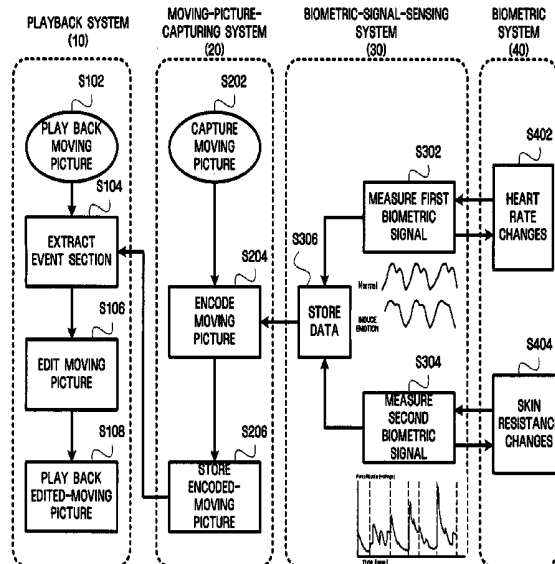 PLAYBACK SYSTEM
(10)
MOVING-PICTURE-
CAPTURING SYSTEM
(20)
BIOMETRIC-SIGNAL-SENSING
SYSTEM
(30)
BIOMETRIC
SYSTEM
(40)
S102
PLAY BACK
MOVING
PICTURE
S104
EXTRACT
EVENT SECTION
S106
EDIT MOVING
PICTURE
S108
PLAY BACK
EDITED-MOVING
PICTURE
S202
CAPTURE
MOVING
PICTURE
S204
ENCODE
MOVING
PICTURE
S206
STORE
ENCODED-
MOVING
PICTURE
S302
MEASURE FIRST
BIOMETRIC
SIGNAL
S306
STORE
DATA
Normal
INDUCE
EMOTION
S304
MEASURE
SECOND
BIOMETRIC
SIGNAL
S402
HEART
RATE
CHANGES
S404
SKIN
RESISTANCE
CHANGES